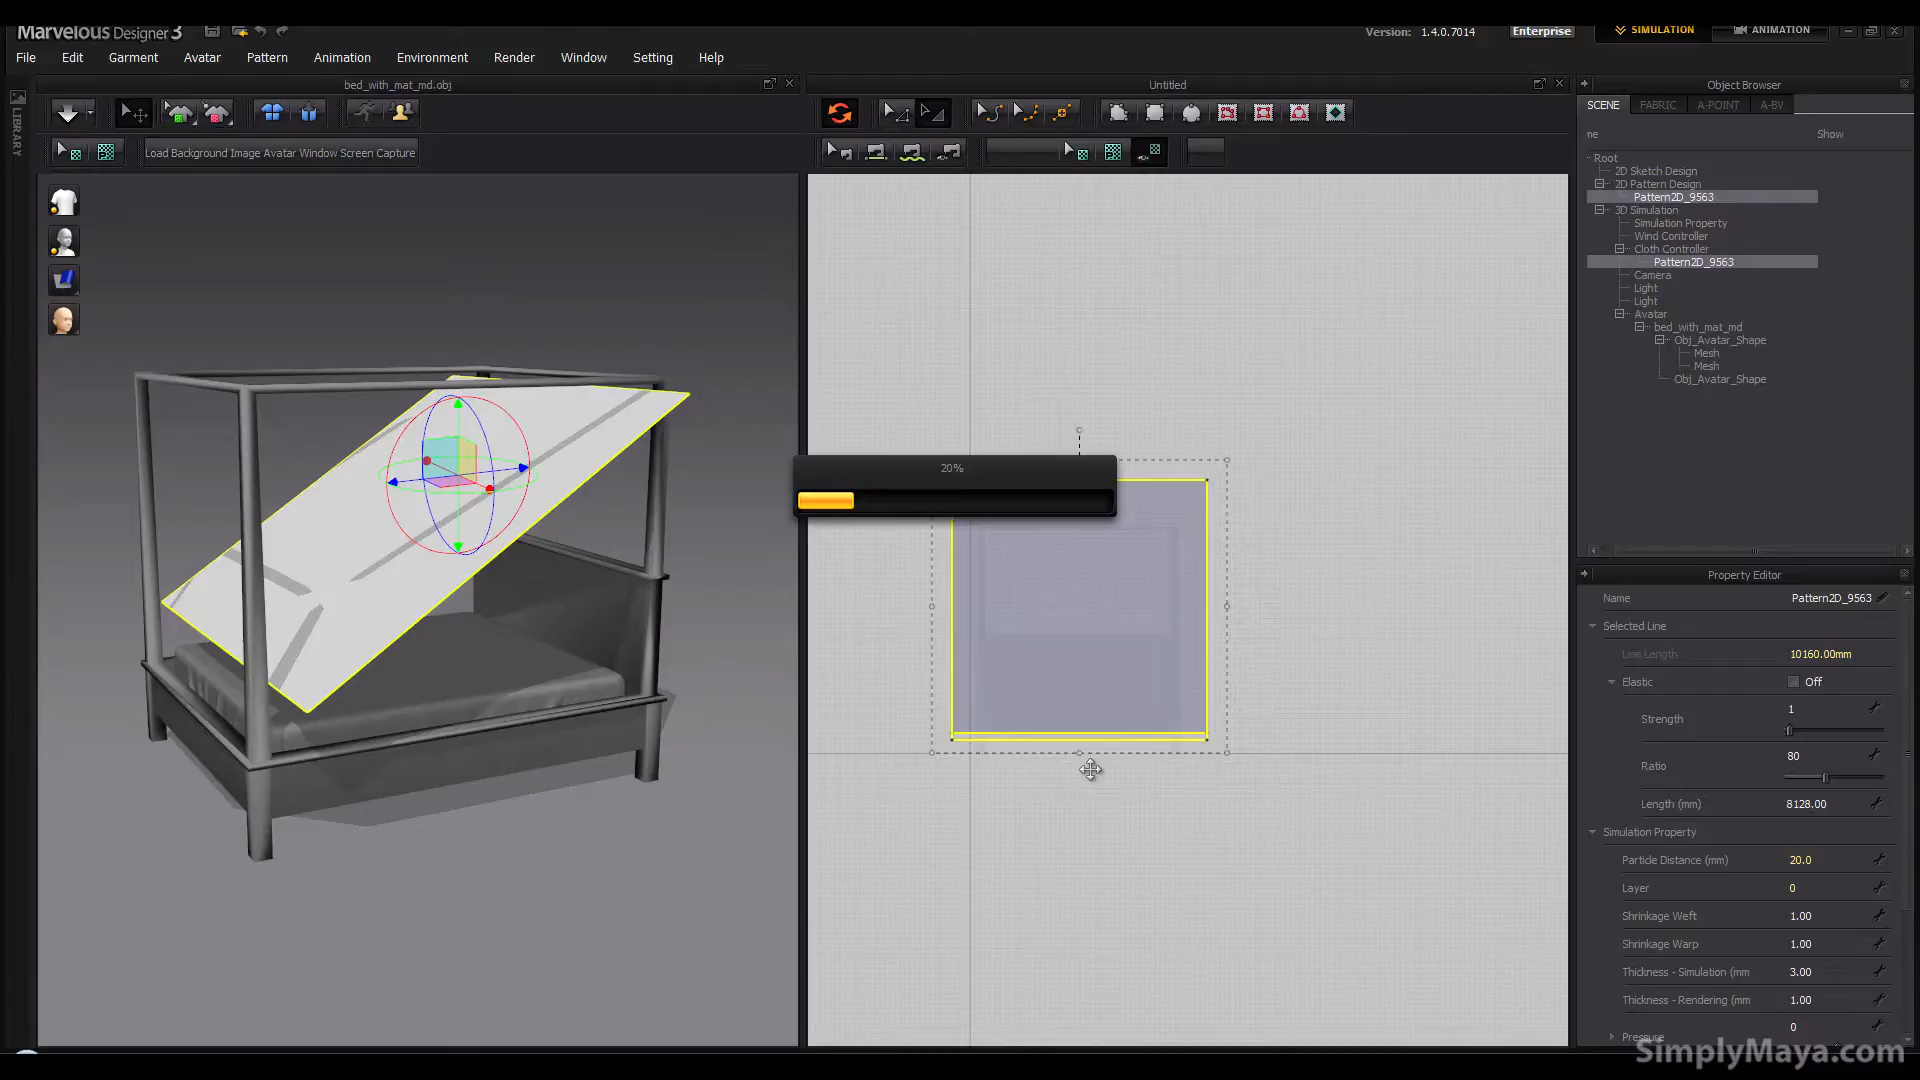 Marvelous Designer 3
Version: 1.4.0.7014
Enterprise
SIMULATION
ANIMATION
File
Edit
Garment
Avatar
Pattern
Animation
Environment
Render
Window
Setting
Help
bed_with_mat_md.obj
Untitled
Object Browser
LIBRARY
SCENE
FABRIC
A-POINT
A-BV
Load Background Image Avatar Window Screen Capture
me
Show
Root
2D Sketch Design
2D Pattern Design
Pattern2D_9563
3D Simulation
Simulation Property
Wind Controller
Cloth Controller
Pattern2D_9563
Camera
Light
Light
Avatar
bed_with_mat_md
Obj_Avatar_Shape
Mesh
Mesh
Obj_Avatar_Shape
20%
Property Editor
Name Pattern2D_9563
Selected Line
Line Length 10160.00mm
Elastic Off
Strength 1
Ratio 80
Length (mm) 8128.00
Simulation Property
Particle Distance (mm) 20.0
Layer 0
Shrinkage Weft 1.00
Shrinkage Warp 1.00
Thickness - Simulation (mm 3.00
Thickness - Rendering (mm 1.00
Pressure 0
SimplyMaya.com